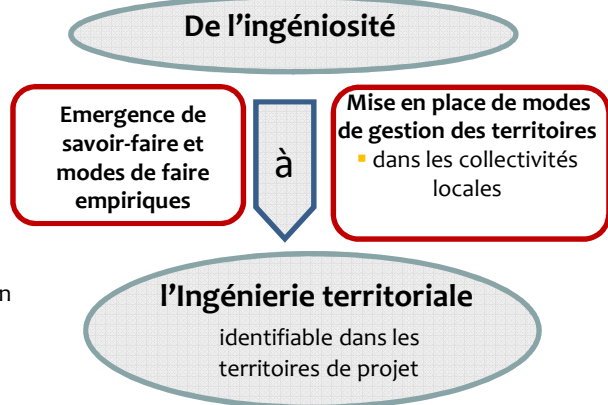 De l’ingéniosité
Emergence de
savoir-faire et
modes de faire
empiriques
à
Mise en place de modes
de gestion des territoires
▪ dans les collectivités
locales
n
l’Ingénierie territoriale
identifiable dans les
territoires de projet